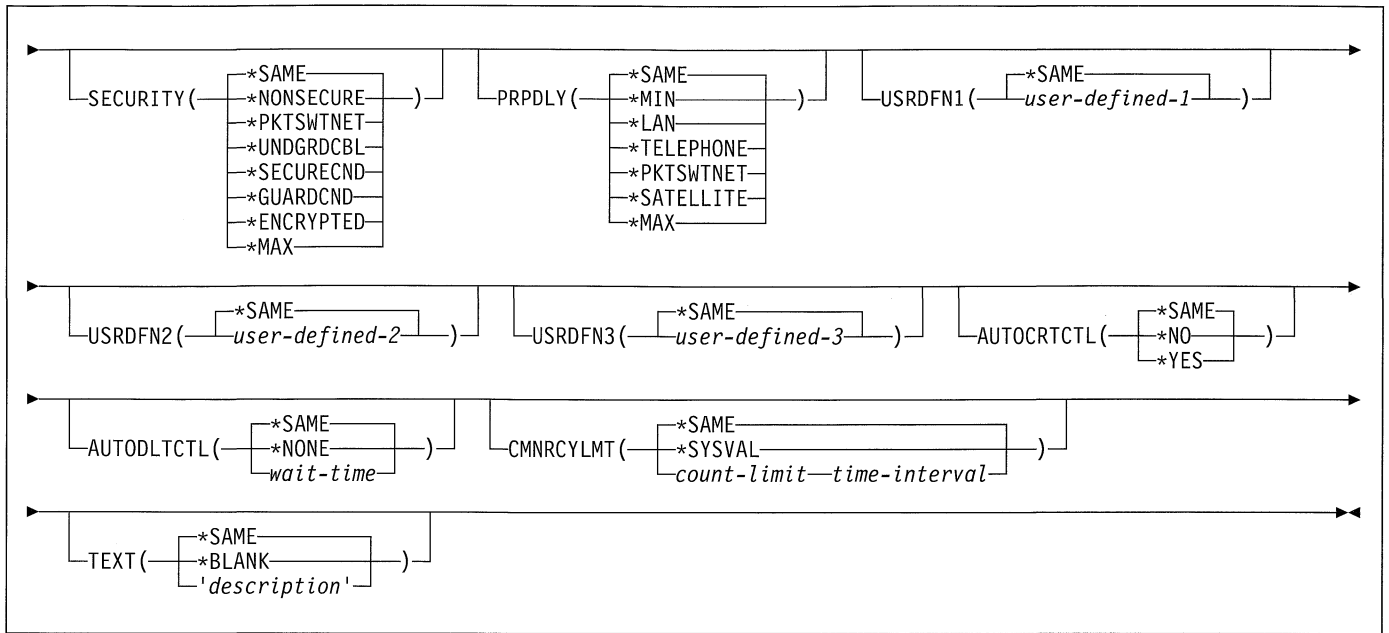 SECURITY(
*SAME
*NONSECURE
*PKTSWTNET
*UNDGRDCBL
*SECURECND
*GUARDCND
*ENCRYPTED
*MAX
)
PRPDLY(
*SAME
*MIN
*LAN
*TELEPHONE
*PKTSWTNET
*SATELLITE
*MAX
)
USRDFN1(
*SAME
user-defined-1
)
USRDFN2(
*SAME
user-defined-2
)
USRDFN3(
*SAME
user-defined-3
)
AUTOCRTCTL(
*SAME
*NO
*YES
)
AUTODLTCTL(
*SAME
*NONE
wait-time
)
CMNRCYLMT(
*SAME
*SYSVAL
count-limit time-interval
)
TEXT(
*SAME
*BLANK
'description'
)